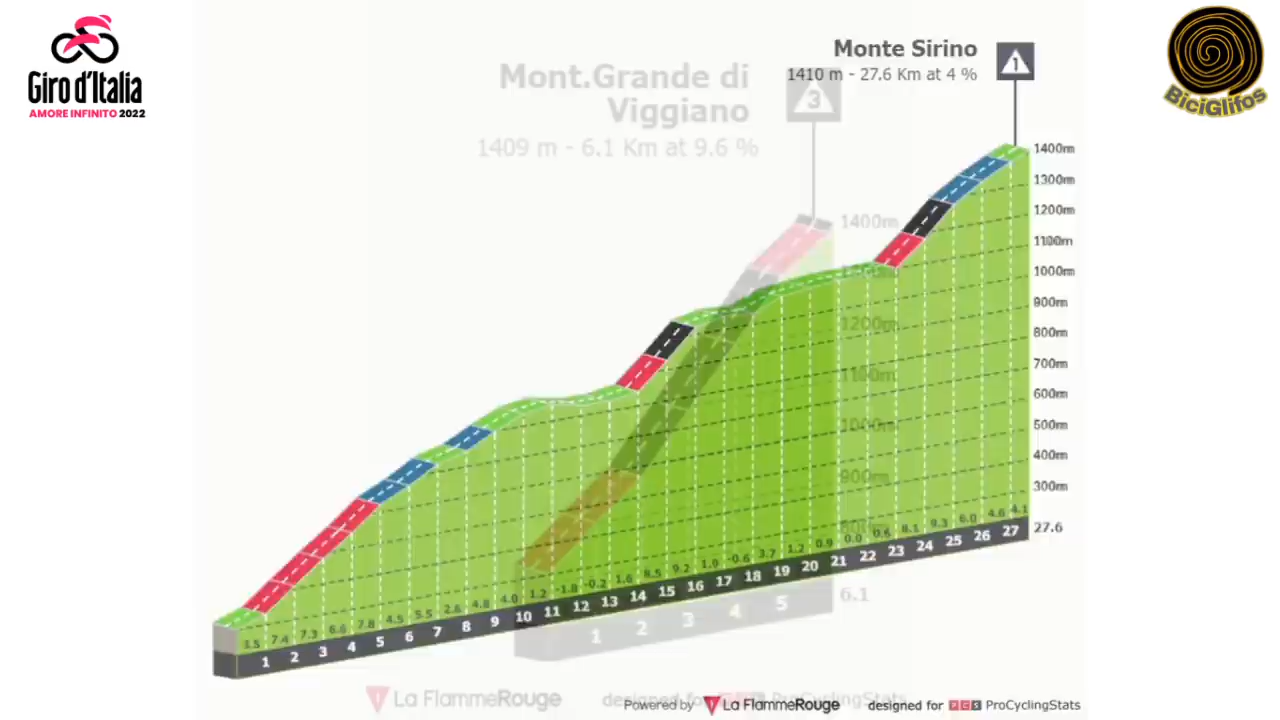 Giro d'Italia
AMORE INFINITO 2022
BiciGlifos
Monte Sirino
1410 m - 27.6 Km at 4 %
1
Mont.Grande di
Viggiano
1409 m - 6.1 Km at 9.6 %
3
1400m
1300m
1200m
1100m
1000m
900m
800m
700m
600m
500m
400m
300m
27.6
1400m
1200m
1100m
1000m
900m
800m
6.1
3.5 7.4 7.3 6.6 7.8 4.5 5.5 2.6 4.8 4.0 1.2 -1.8 -0.2 1.6 8.5 9.2 1.0 -0.6 3.7 1.2 0.9 0.0 0.6 8.1 9.3 6.0 4.6 4.1
1 2 3 4 5 6 7 8 9 10 11 12 13 14 15 16 17 18 19 20 21 22 23 24 25 26 27
1 2 3 4 5
La FlammeRouge designed for ProCyclingStats
Powered by La FlammeRouge designed for PCS ProCyclingStats